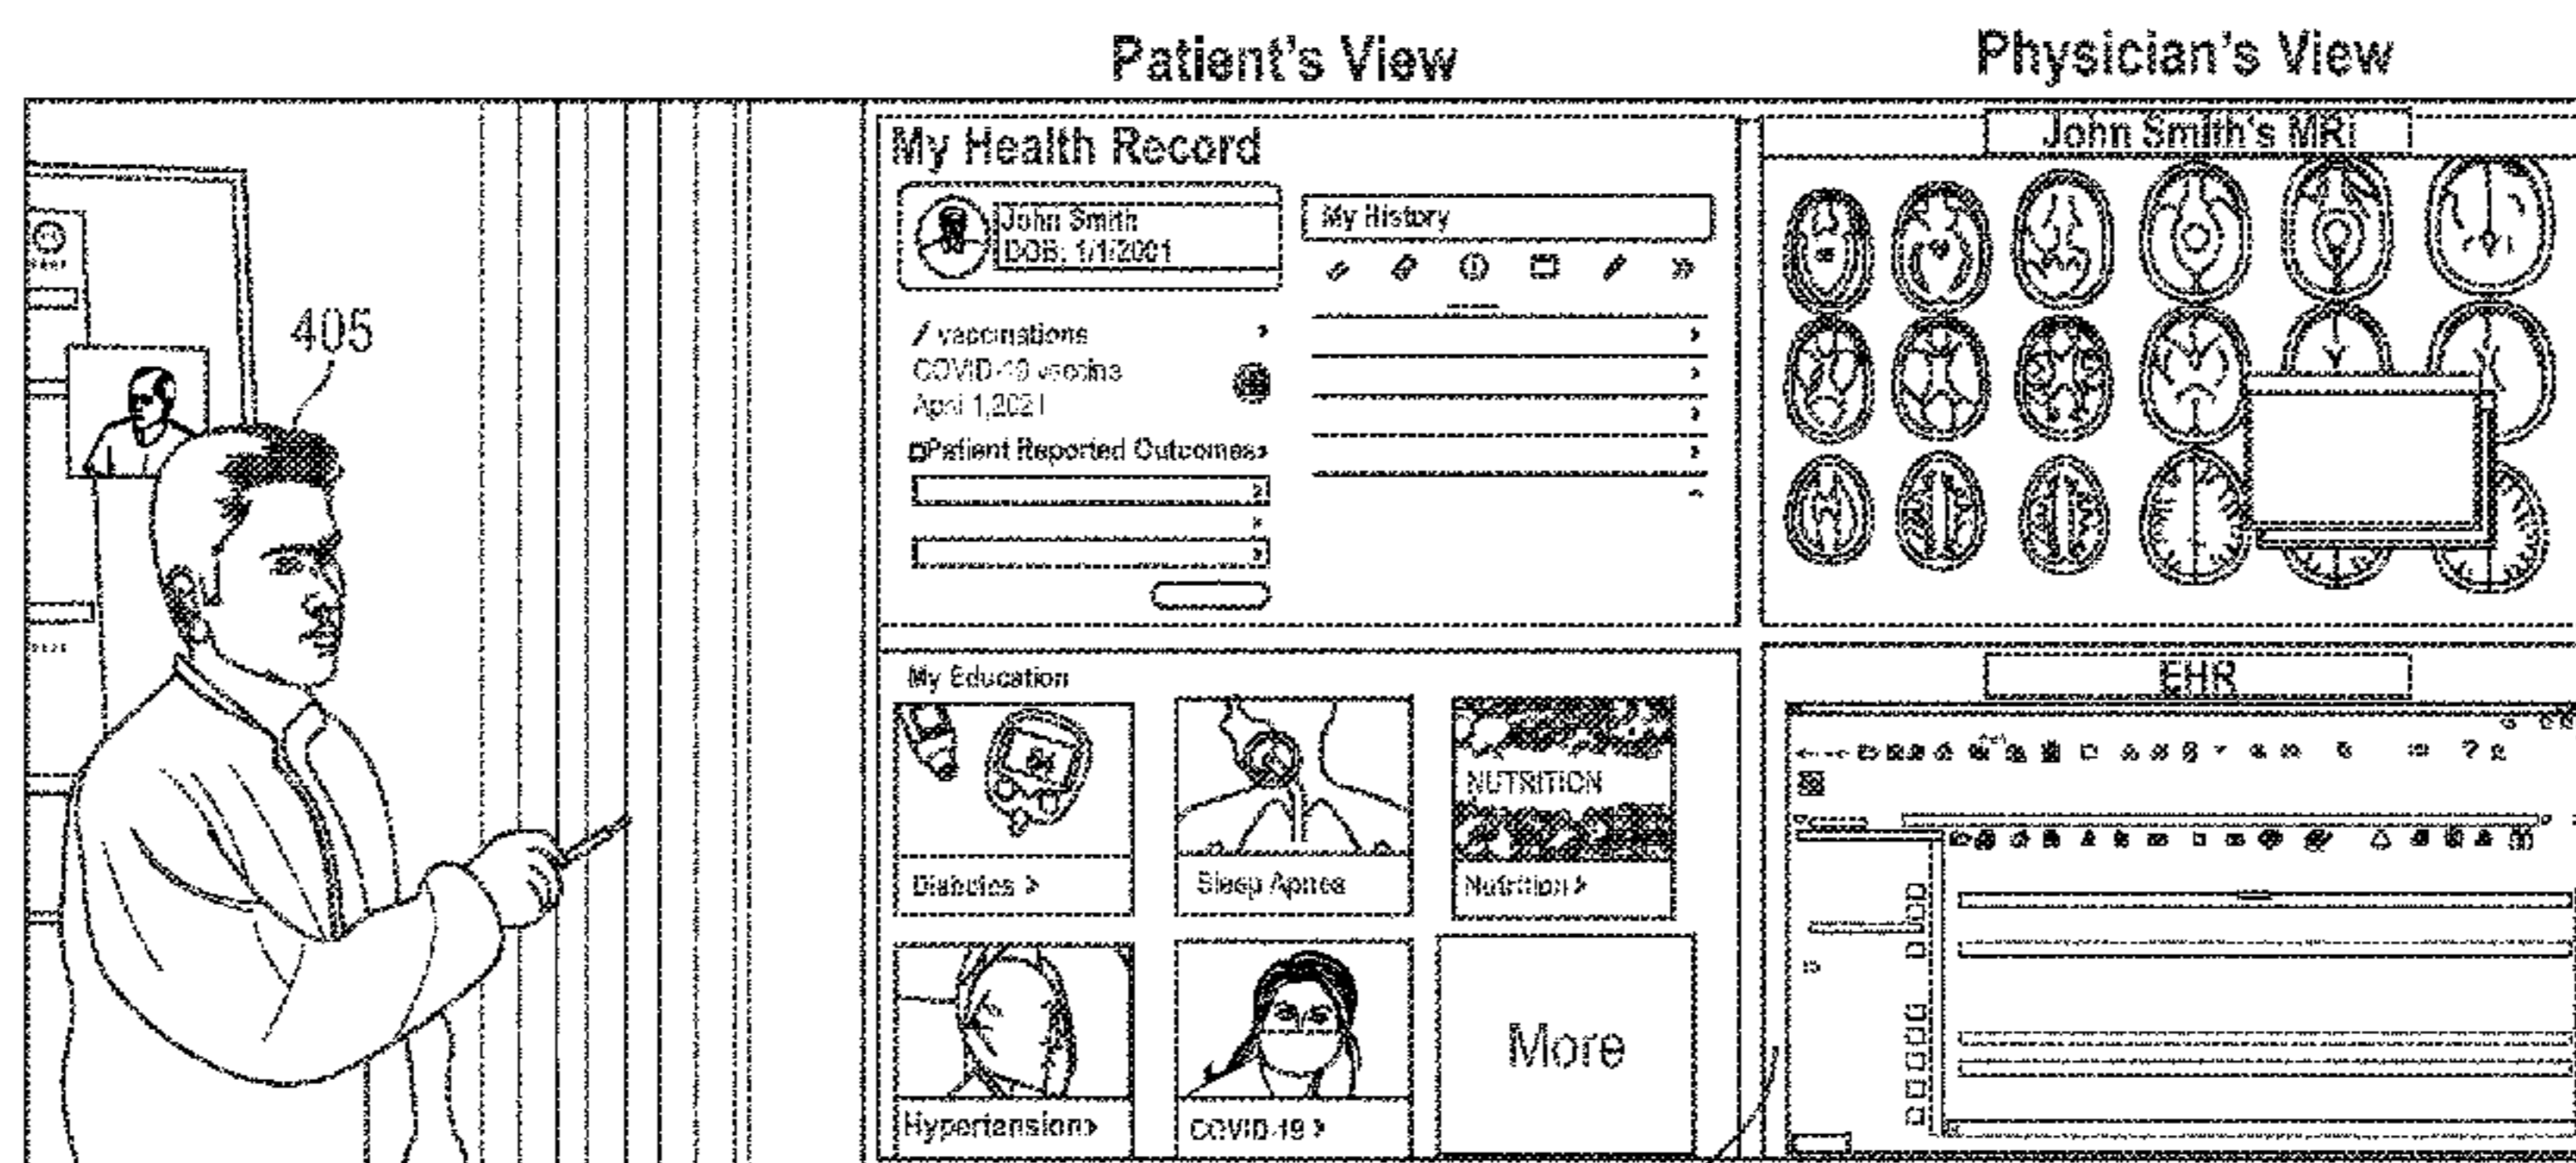 Patient's View
Physician's View
My Health Record
John Smith
DOB: 1/1/2001
My History
vaccinations
COVID-19 vaccine
April 1, 2021
Patient Reported Outcomes
405
My Education
NUTRITION
Diabetes >
Sleep Apnea
Nutrition >
Hypertension>
COVID-19 >
More
John Smith's MRI
EHR